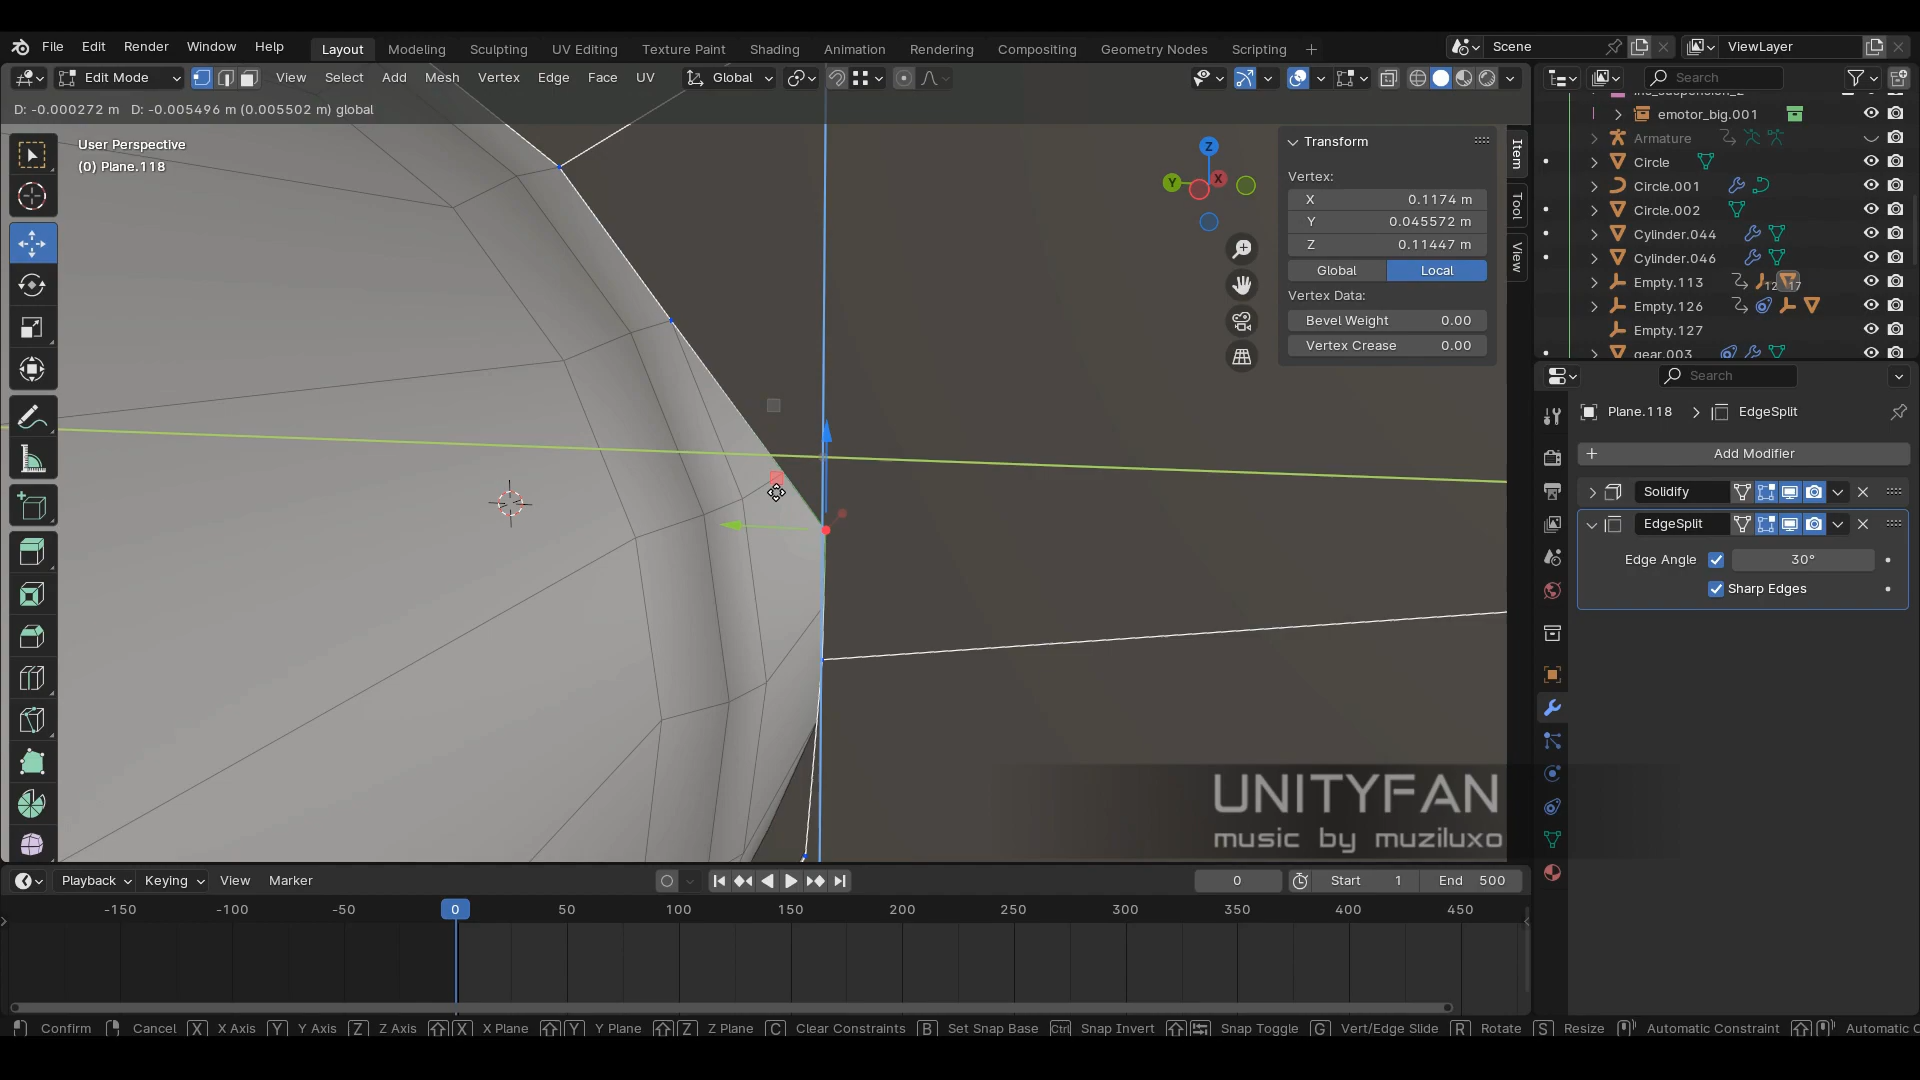 File Edit Render Window Help Layout Modeling Sculpting UV Editing Texture Paint Shading Animation Rendering Compositing Geometry Nodes Scripting Scene ViewLayer
Edit Mode View Select Add Mesh Vertex Edge Face UV Global Search
D: -0.000272 m D: -0.005496 m (0.005502 m) global
User Perspective
(0) Plane.118
Z
Y
X
Transform
Vertex:
X 0.1174 m
Y 0.045572 m
Z 0.11447 m
Global Local
Vertex Data:
Bevel Weight 0.00
Vertex Crease 0.00
Item
Tool
View
emotor_big.001
Armature
Circle
Circle.001
Circle.002
Cylinder.044
Cylinder.046
Empty.113 12 17
Empty.126
Empty.127
gear.003
Search
Plane.118 EdgeSplit
Add Modifier
Solidify
EdgeSplit
Edge Angle 30°
Sharp Edges
UNITYFAN
music by muziluxo
Playback Keying View Marker 0 Start 1 End 500
-150 -100 -50 0 50 100 150 200 250 300 350 400 450
Confirm Cancel X X Axis Y Y Axis Z Z Axis X X Plane Y Y Plane Z Z Plane C Clear Constraints B Set Snap Base Ctrl Snap Invert Snap Toggle G Vert/Edge Slide R Rotate S Resize Automatic Constraint Automatic C